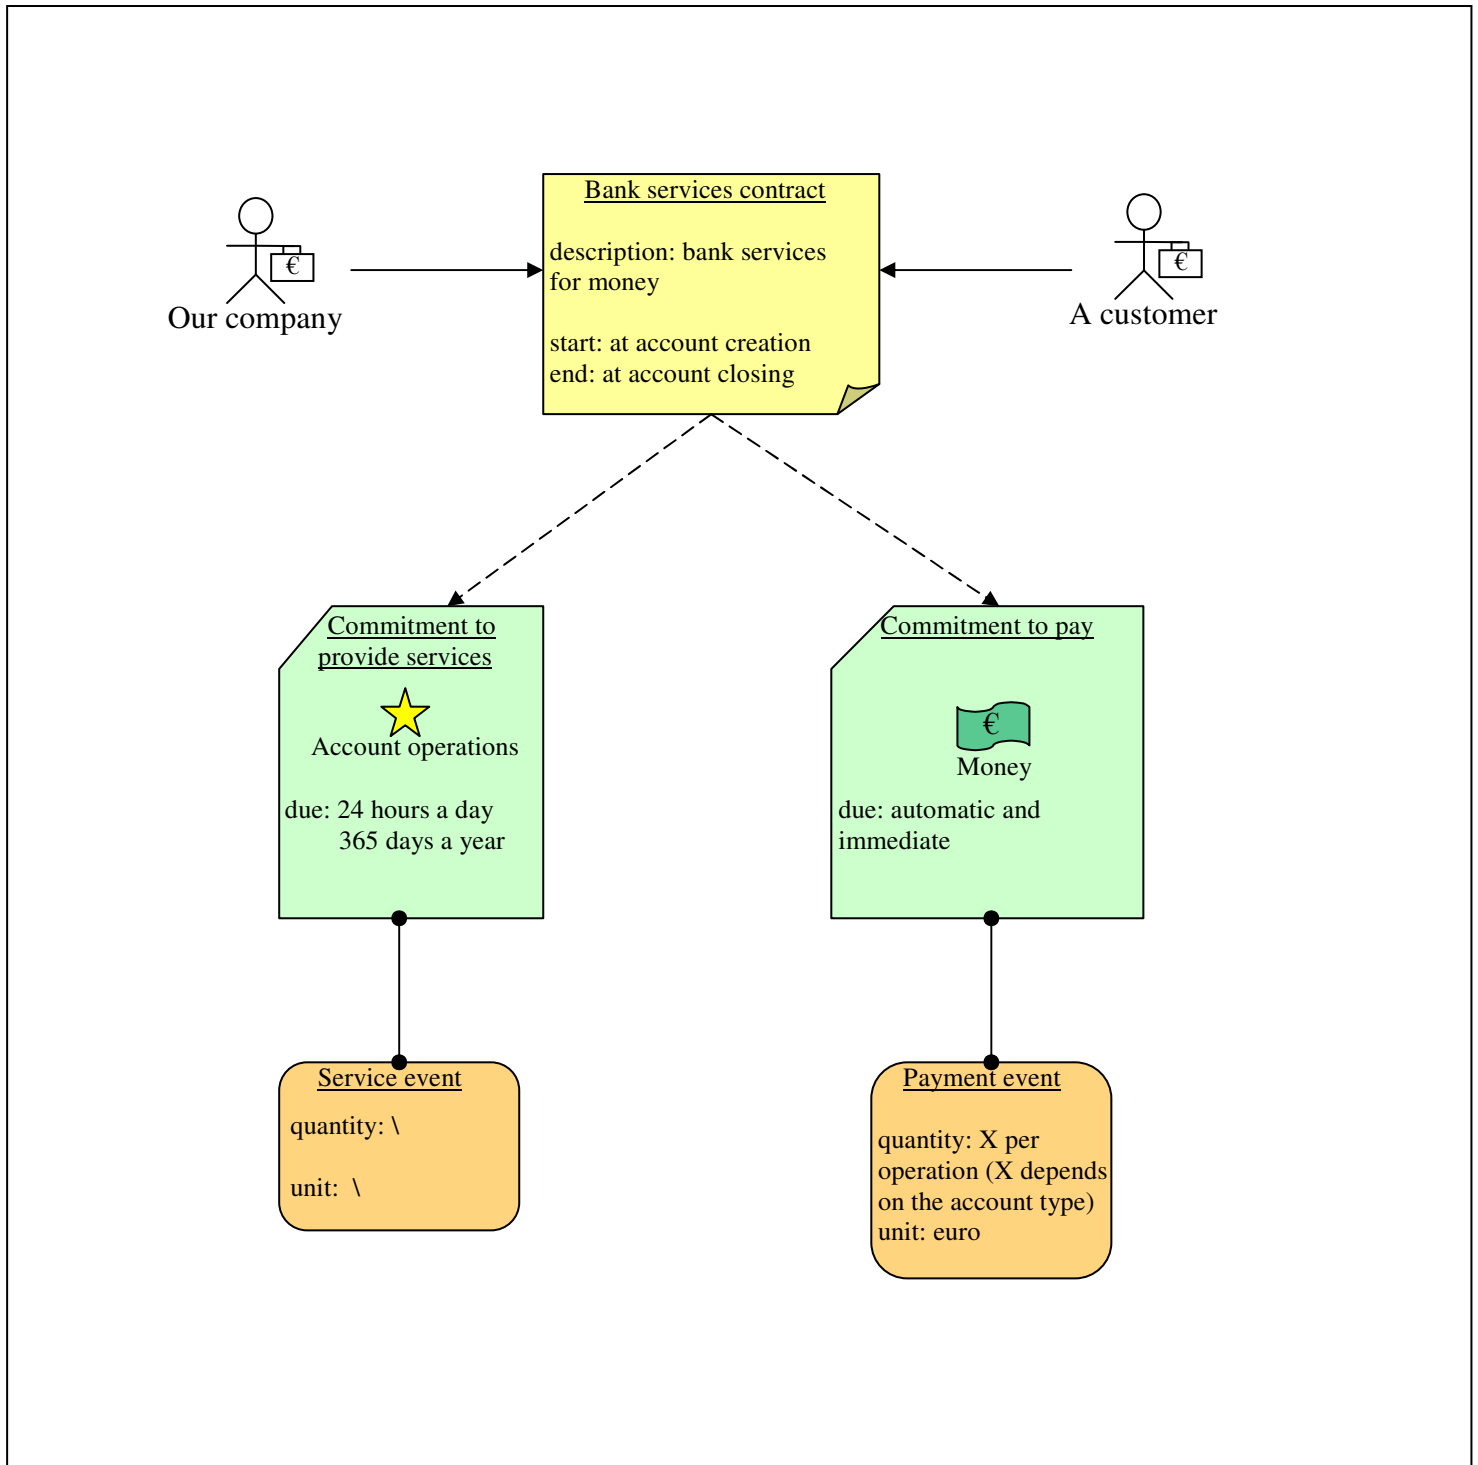 Bank services contract
description: bank services
for money
start: at account creation
end: at account closing
€
Our company
€
A customer
Commitment to
provide services
Account operations
due: 24 hours a day
365 days a year
Commitment to pay
€
Money
due: automatic and
immediate
Service event
quantity: \
unit: \
Payment event
quantity: X per
operation (X depends
on the account type)
unit: euro